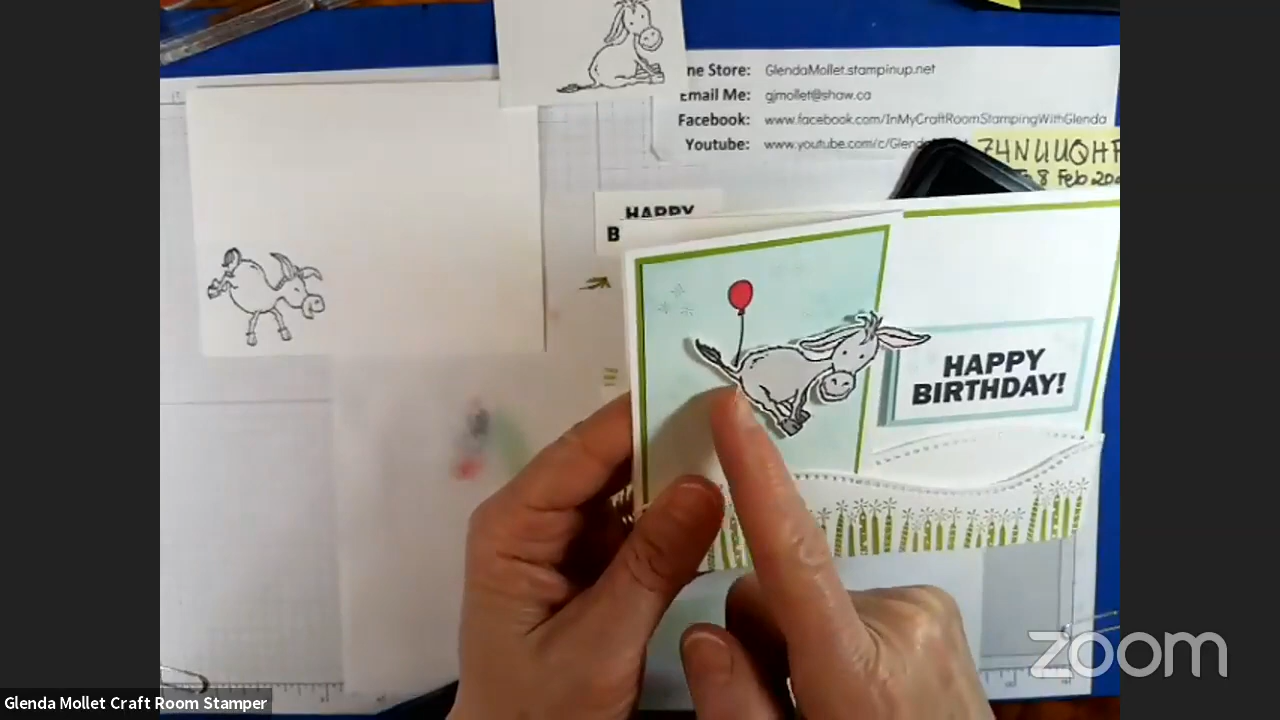 ne Store: GlendaMollet.stampinup.net
Email Me: gjmollet@shaw.ca
Facebook: www.facebook.com/InMyCraftRoomStampingWithGlenda
Youtube: www.youtube.com/c/Glend
8 Feb 20
HAPPY
B
HAPPY
BIRTHDAY!
zoom
Glenda Mollet Craft Room Stamper